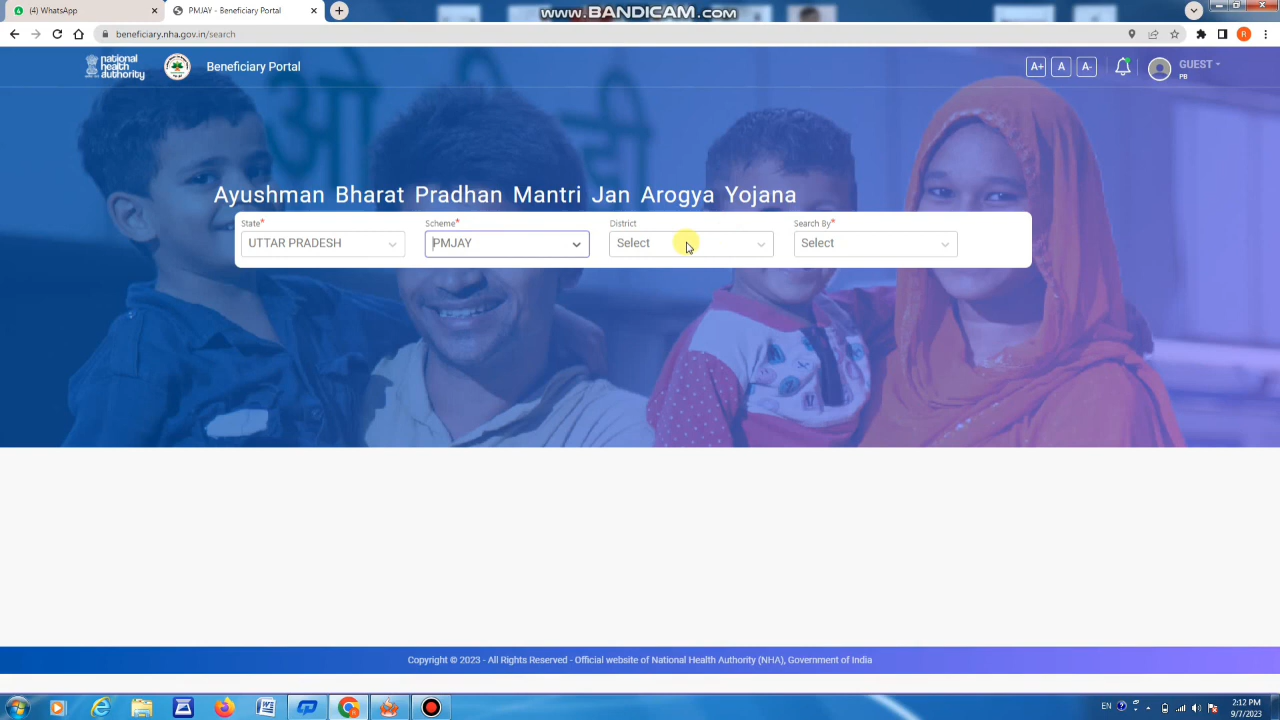 (4) WhatsApp
PMJAY - Beneficiary Portal
www.BANDICAM.com
beneficiary.nha.gov.in/search
R
national
health
authority
Beneficiary Portal
A+ A A-
GUEST
PB
Ayushman Bharat Pradhan Mantri Jan Arogya Yojana
State* Scheme* District Search By*
UTTAR PRADESH PMJAY Select Select
Copyright © 2023 - All Rights Reserved - Official website of National Health Authority (NHA), Government of India
EN
2:12 PM
9/7/2023